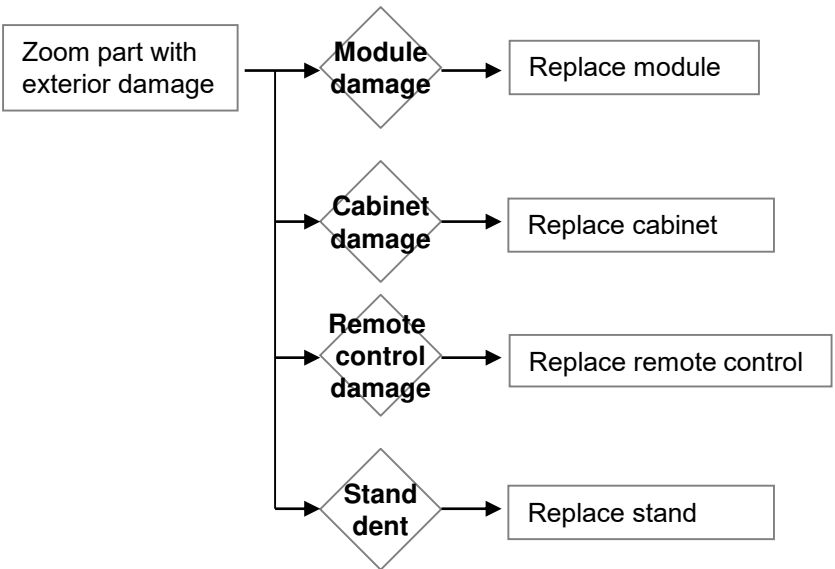 Zoom part with
exterior damage
Module
damage
Replace module
Cabinet
damage
Replace cabinet
Remote
control
damage
Replace remote control
Stand
dent
Replace stand